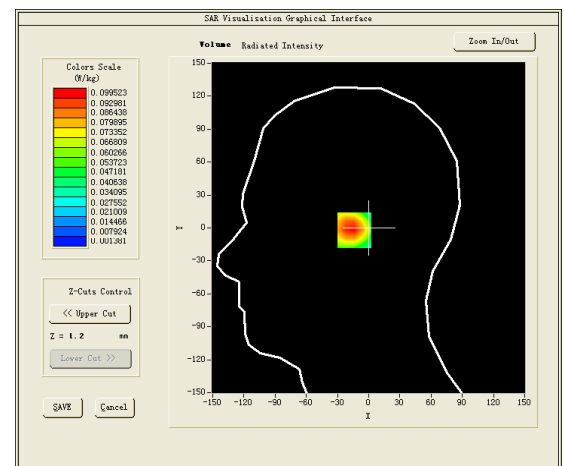 SAR Visualisation Graphical Interface
Volume Radiated Intensity
Zoom In/Out
Colors Scale
(W/kg)
0.099523
0.092981
0.086438
0.079895
0.073352
0.066809
0.060266
0.053723
0.047181
0.040638
0.034095
0.027552
0.021009
0.014466
0.007924
0.001381
Z-Cuts Control
<< Upper Cut
Z = 1.2 mm
Lower Cut >>
SAVE Cancel
150
120
90
60
30
0
-30
-60
-90
-120
-150
Y
-150 -120 -90 -60 -30 0 30 60 90 120 150
X